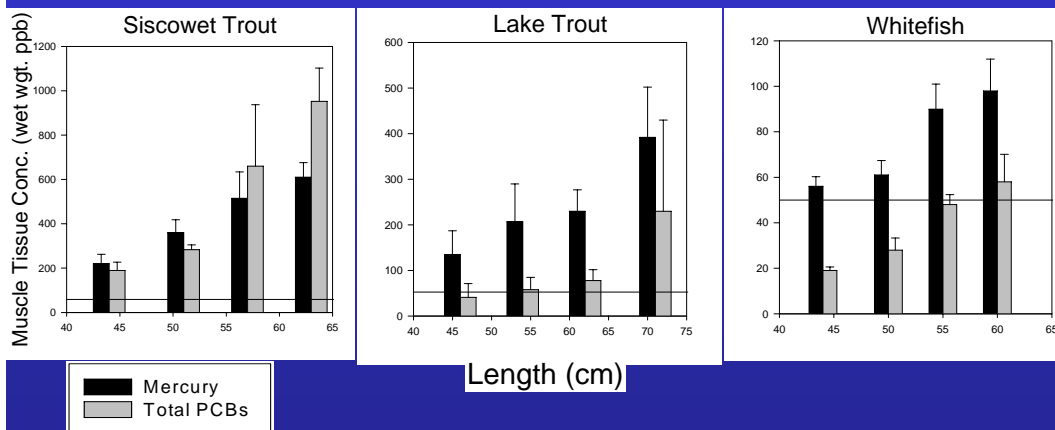 Siscowet Trout
Lake Trout
Whitefish
Muscle Tissue Conc. (wet wgt. ppb)
1200
1000
800
600
400
200
0
40 45 50 55 60 65
600
500
400
300
200
100
0
40 45 50 55 60 65 70 75
120
100
80
60
40
20
0
40 45 50 55 60 65
Length (cm)
Mercury
Total PCBs